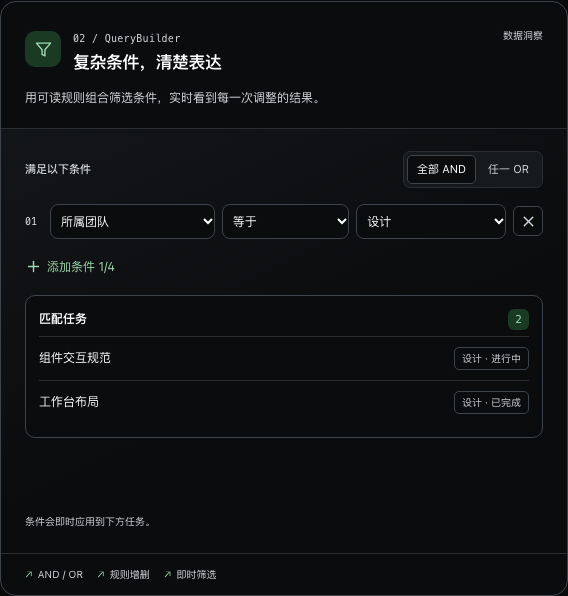 02 / QueryBuilder
数据洞察
复杂条件，清楚表达
用可读规则组合筛选条件，实时看到每一次调整的结果。
满足以下条件
全部 AND
任一 OR
01
所属团队
等于
设计
添加条件 1/4
匹配任务
2
组件交互规范
设计 · 进行中
工作台布局
设计 · 已完成
条件会即时应用到下方任务。
AND / OR
规则增删
即时筛选